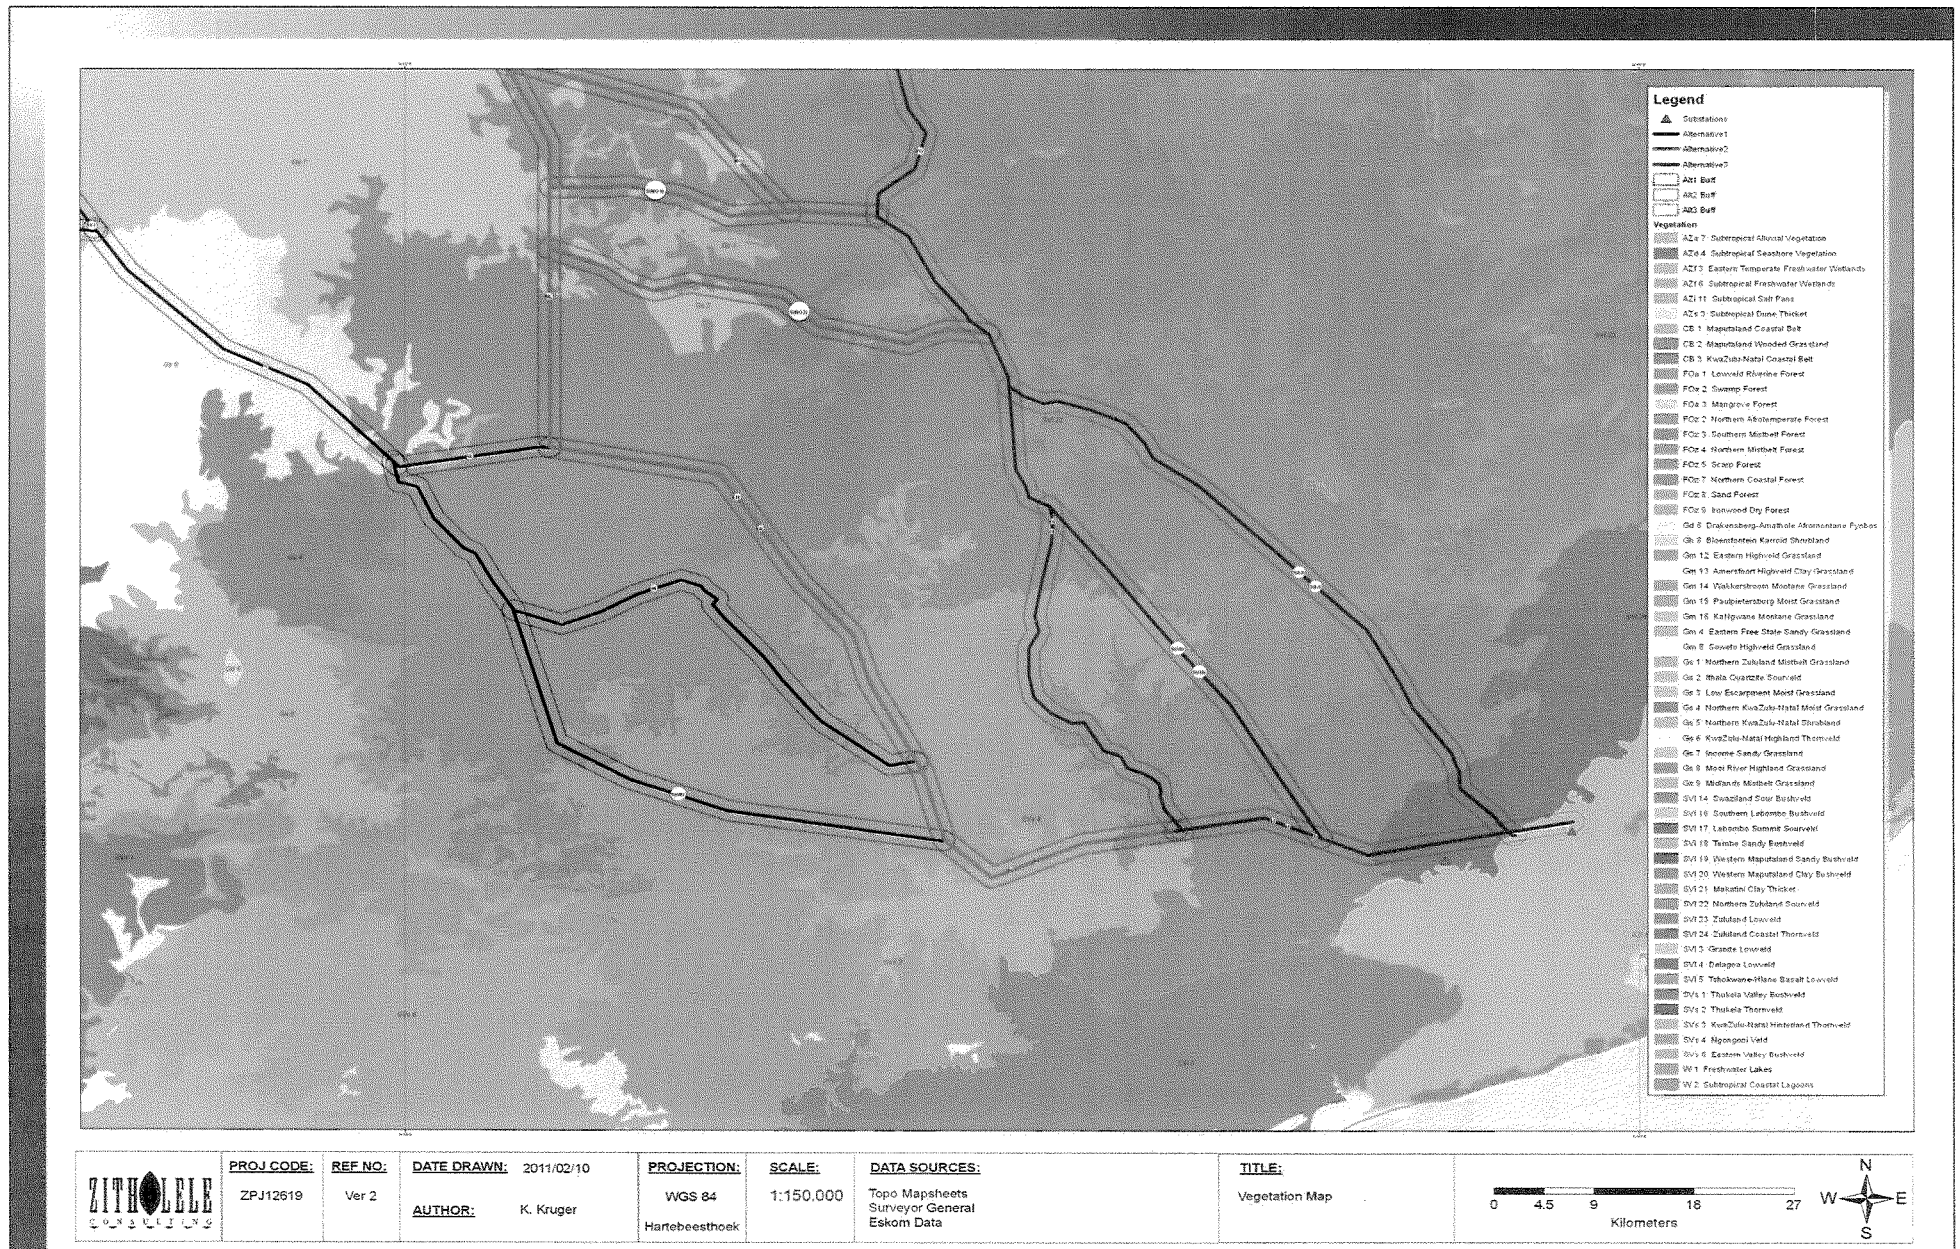 Legend
Substations
Alternative1
Alternative2
Alternative3
Alt1 Buff
Alt2 Buff
Alt3 Buff
Vegetation
AZa 7 Subtropical Alluvial Vegetation
AZd 4 Subtropical Seashore Vegetation
AZf 3 Eastern Temperate Freshwater Wetlands
AZf 6 Subtropical Freshwater Wetlands
AZi 11 Subtropical Salt Pans
AZs 3 Subtropical Dune Thicket
CB 1 Maputaland Coastal Belt
CB 2 Maputaland Wooded Grassland
CB 3 KwaZulu-Natal Coastal Belt
FOa 1 Lowveld Riverine Forest
FOa 2 Swamp Forest
FOa 3 Mangrove Forest
FOz 2 Northern Afrotemperate Forest
FOz 3 Southern Mistbelt Forest
FOz 4 Northern Mistbelt Forest
FOz 5 Scarp Forest
FOz 7 Northern Coastal Forest
FOz 8 Sand Forest
FOz 9 Ironwood Dry Forest
Gd 6 Drakensberg-Amathole Afromontane Fynbos
Gh 8 Bloemfontein Karroid Shrubland
Gm 12 Eastern Highveld Grassland
Gm 13 Amersfoort Highveld Clay Grassland
Gm 14 Wakkerstroom Montane Grassland
Gm 15 Paulpietersburg Moist Grassland
Gm 16 KaNgwane Montane Grassland
Gm 4 Eastern Free State Sandy Grassland
Gm 8 Soweto Highveld Grassland
Gs 1 Northern Zululand Mistbelt Grassland
Gs 2 Ithala Quartzite Sourveld
Gs 3 Low Escarpment Moist Grassland
Gs 4 Northern KwaZulu-Natal Moist Grassland
Gs 5 Northern KwaZulu-Natal Shrubland
Gs 6 KwaZulu-Natal Highland Thornveld
Gs 7 Income Sandy Grassland
Gs 8 Mooi River Highland Grassland
Gs 9 Midlands Mistbelt Grassland
SVl 14 Swaziland Sour Bushveld
SVl 16 Southern Lebombo Bushveld
SVl 17 Lebombo Summit Sourveld
SVl 18 Tembe Sandy Bushveld
SVl 19 Western Maputaland Sandy Bushveld
SVl 20 Western Maputaland Clay Bushveld
SVl 21 Makatini Clay Thicket
SVl 22 Northern Zululand Sourveld
SVl 23 Zululand Lowveld
SVl 24 Zululand Coastal Thornveld
SVl 3 Granite Lowveld
SVl 4 Delagoa Lowveld
SVl 5 Tshokwane-Hlane Basalt Lowveld
SVs 1 Thukela Valley Bushveld
SVs 2 Thukela Thornveld
SVs 3 KwaZulu-Natal Hinterland Thornveld
SVs 4 Ngongoni Veld
SVs 6 Eastern Valley Bushveld
W 1 Freshwater Lakes
W 2 Subtropical Coastal Lagoons
ZITHOLELE
CONSULTING
PROJ CODE:
ZPJ12619
REF NO:
Ver 2
DATE DRAWN: 2011/02/10
AUTHOR: K. Kruger
PROJECTION:
WGS 84
Hartebeesthoek
SCALE:
1:150,000
DATA SOURCES:
Topo Mapsheets
Surveyor General
Eskom Data
TITLE:
Vegetation Map
0 4.5 9 18 27
Kilometers
N
W E
S